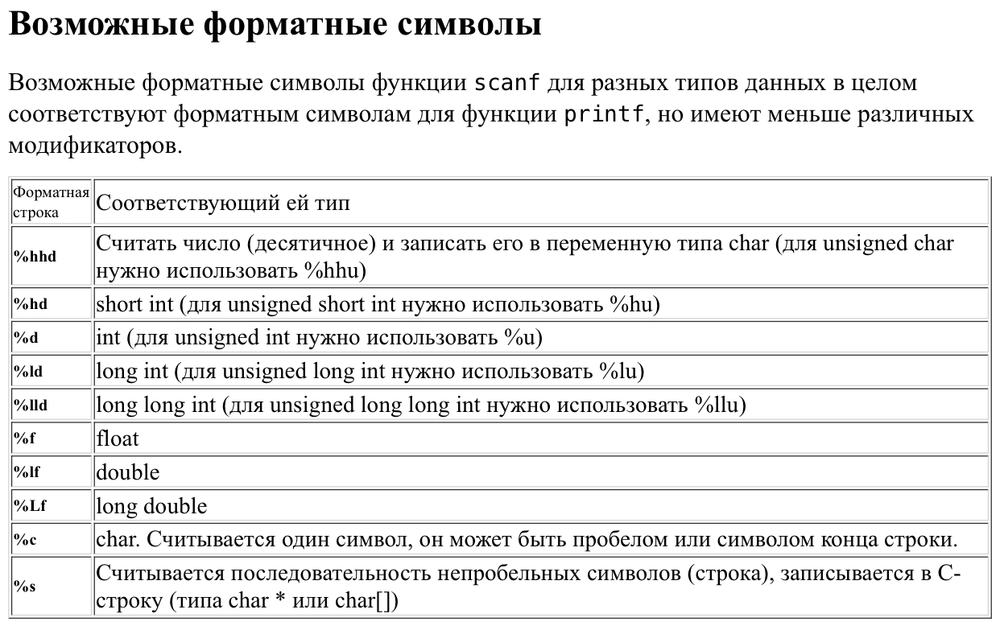 Возможные форматные символы
Возможные форматные символы функции scanf для разных типов данных в целом
соответствуют форматным символам для функции printf, но имеют меньше различных
модификаторов.
Форматная
строка
Соответствующий ей тип
%hhd
Считать число (десятичное) и записать его в переменную типа char (для unsigned char
нужно использовать %hhu)
%hd
short int (для unsigned short int нужно использовать %hu)
%d
int (для unsigned int нужно использовать %u)
%ld
long int (для unsigned long int нужно использовать %lu)
%lld
long long int (для unsigned long long int нужно использовать %llu)
%f
float
%lf
double
%Lf
long double
%c
char. Считывается один символ, он может быть пробелом или символом конца строки.
%s
Считывается последовательность непробельных символов (строка), записывается в С-
строку (типа char * или char[])